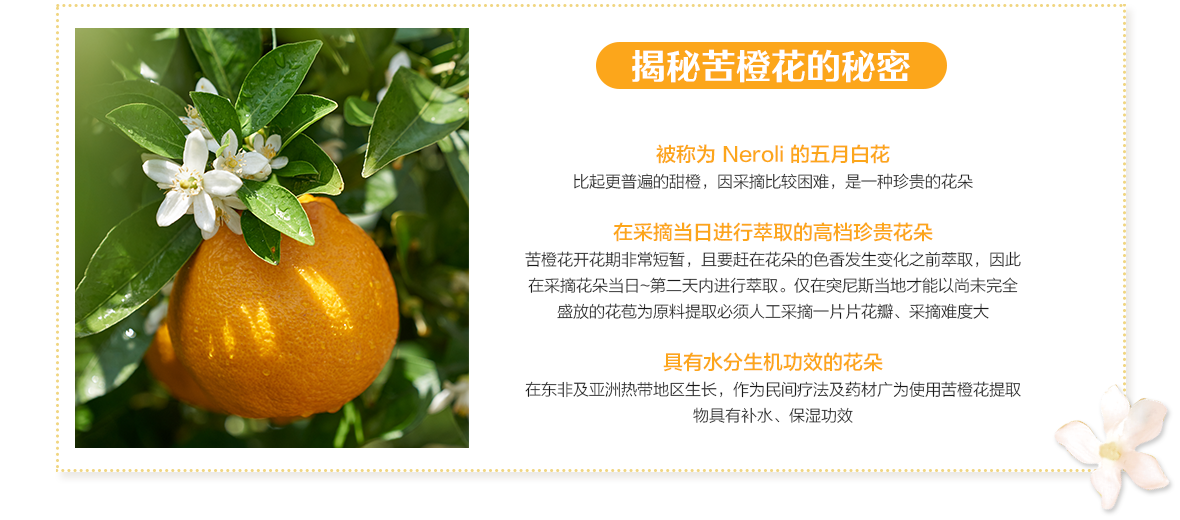 揭秘苦橙花的秘密
被称为 Neroli 的五月白花
比起更普遍的甜橙，因采摘比较困难，是一种珍贵的花朵
在采摘当日进行萃取的高档珍贵花朵
苦橙花开花期非常短暂，且要赶在花朵的色香发生变化之前萃取，因此
在采摘花朵当日~第二天内进行萃取。仅在突尼斯当地才能以尚未完全
盛放的花苞为原料提取必须人工采摘一片片花瓣、采摘难度大
具有水分生机功效的花朵
在东非及亚洲热带地区生长，作为民间疗法及药材广为使用苦橙花提取
物具有补水、保湿功效